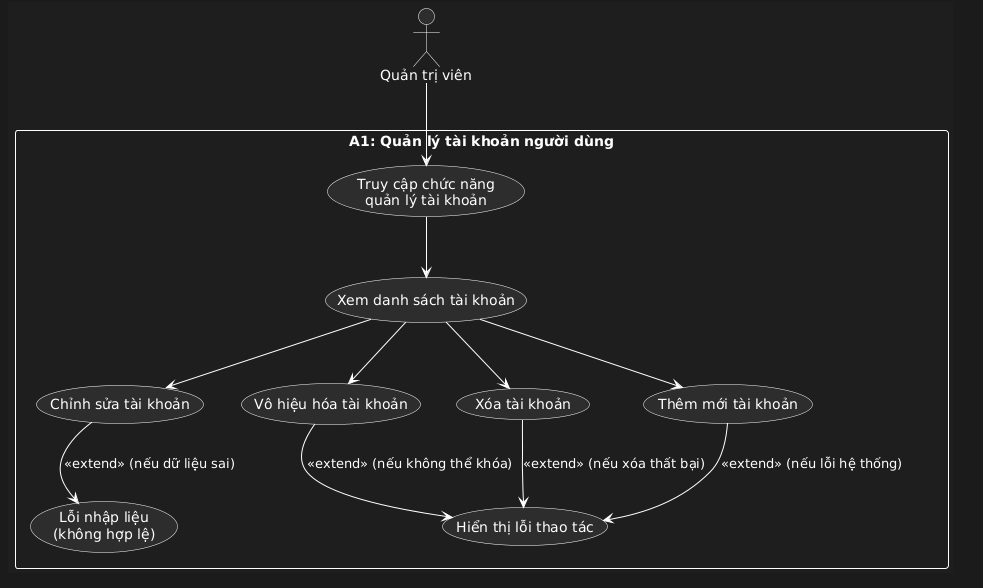 Quản trị viên
A1: Quản lý tài khoản người dùng
Truy cập chức năng
quản lý tài khoản
Xem danh sách tài khoản
Chỉnh sửa tài khoản
Vô hiệu hóa tài khoản
Xóa tài khoản
Thêm mới tài khoản
«extend» (nếu dữ liệu sai)
«extend» (nếu không thể khóa)
«extend» (nếu xóa thất bại)
«extend» (nếu lỗi hệ thống)
Lỗi nhập liệu
(không hợp lệ)
Hiển thị lỗi thao tác